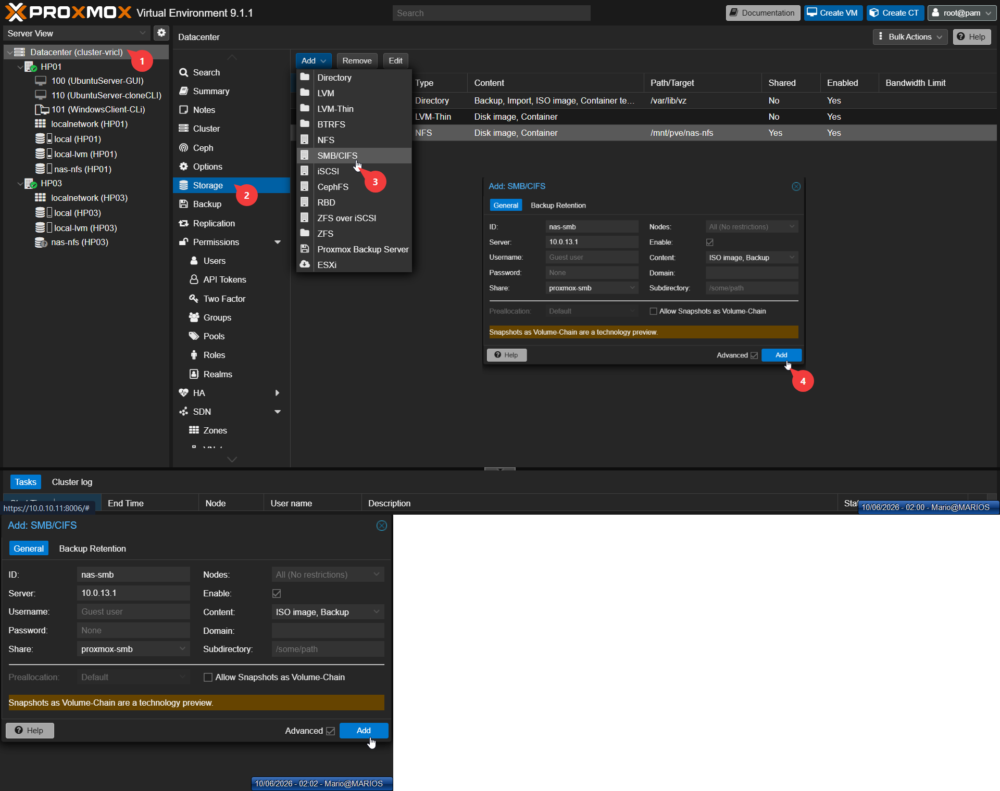 PROXMOX Virtual Environment 9.1.1
Search
Documentation
Create VM
Create CT
root@pam
Server View
Datacenter
Bulk Actions
Help
Datacenter (cluster-vricl)
1
HP01
100 (UbuntuServer-GUI)
110 (UbuntuServer-cloneCLI)
101 (WindowsClient-CLi)
localnetwork (HP01)
local (HP01)
local-lvm (HP01)
nas-nfs (HP01)
HP03
localnetwork (HP03)
local (HP03)
local-lvm (HP03)
nas-nfs (HP03)
Search
Summary
Notes
Cluster
Ceph
Options
Storage
2
Backup
Replication
Permissions
Users
API Tokens
Two Factor
Groups
Pools
Roles
Realms
HA
SDN
Zones
Add
Remove
Edit
Directory
LVM
LVM-Thin
BTRFS
NFS
SMB/CIFS
iSCSI
3
CephFS
RBD
ZFS over iSCSI
ZFS
Proxmox Backup Server
ESXi
Type Content Path/Target Shared Enabled Bandwidth Limit
Directory Backup, Import, ISO image, Container te... /var/lib/vz No Yes
LVM-Thin Disk image, Container No Yes
NFS Disk image, Container /mnt/pve/nas-nfs Yes Yes
Add: SMB/CIFS
General Backup Retention
ID: nas-smb Nodes: All (No restrictions)
Server: 10.0.13.1 Enable:
Username: Guest user Content: ISO image, Backup
Password: None Domain:
Share: proxmox-smb Subdirectory: /some/path
Preallocation: Default Allow Snapshots as Volume-Chain
Snapshots as Volume-Chain are a technology preview.
Help Advanced Add
4
Tasks Cluster log
End Time Node User name Description
https://10.0.10.11:8006/#
10/06/2026 - 02:00 - Mario@MARIOS
Add: SMB/CIFS
General Backup Retention
ID: nas-smb Nodes: All (No restrictions)
Server: 10.0.13.1 Enable:
Username: Guest user Content: ISO image, Backup
Password: None Domain:
Share: proxmox-smb Subdirectory: /some/path
Preallocation: Default Allow Snapshots as Volume-Chain
Snapshots as Volume-Chain are a technology preview.
Help Advanced Add
10/06/2026 - 02:02 - Mario@MARIOS